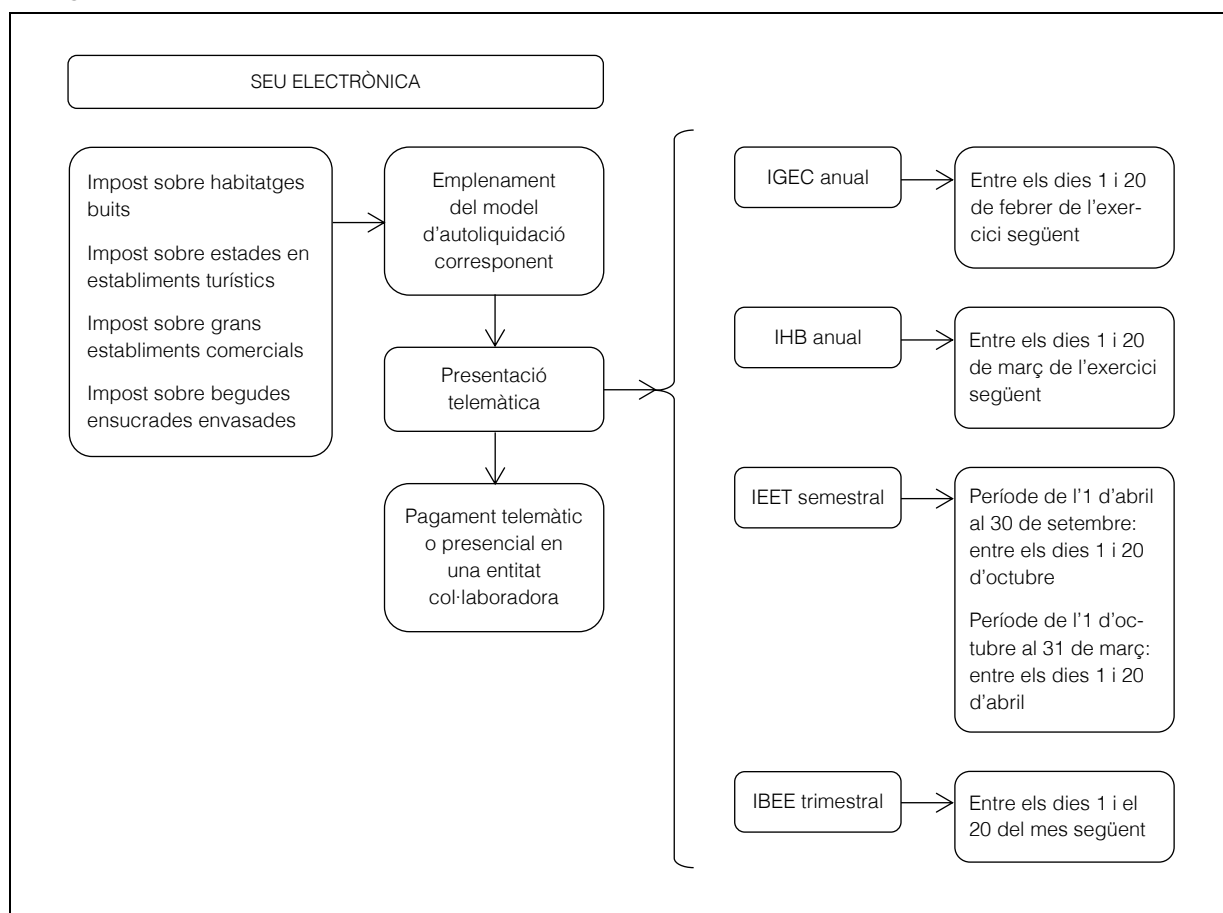 SEU ELECTRÒNICA
Impost sobre habitatges
buits
Impost sobre estades en
establiments turístics
Impost sobre grans
establiments comercials
Impost sobre begudes
ensucrades envasades
Emplenament
del model
d’autoliquidació
corresponent
Presentació
telemàtica
Pagament telemàtic
o presencial en
una entitat
col·laboradora
IGEC anual
Entre els dies 1 i 20
de febrer de l’exer-
cici següent
IHB anual
Entre els dies 1 i 20
de març de l’exercici
següent
IEET semestral
Període de l’1 d’abril
al 30 de setembre:
entre els dies 1 i 20
d’octubre
Període de l’1 d’oc-
tubre al 31 de març:
entre els dies 1 i 20
d’abril
IBEE trimestral
Entre els dies 1 i el
20 del mes següent